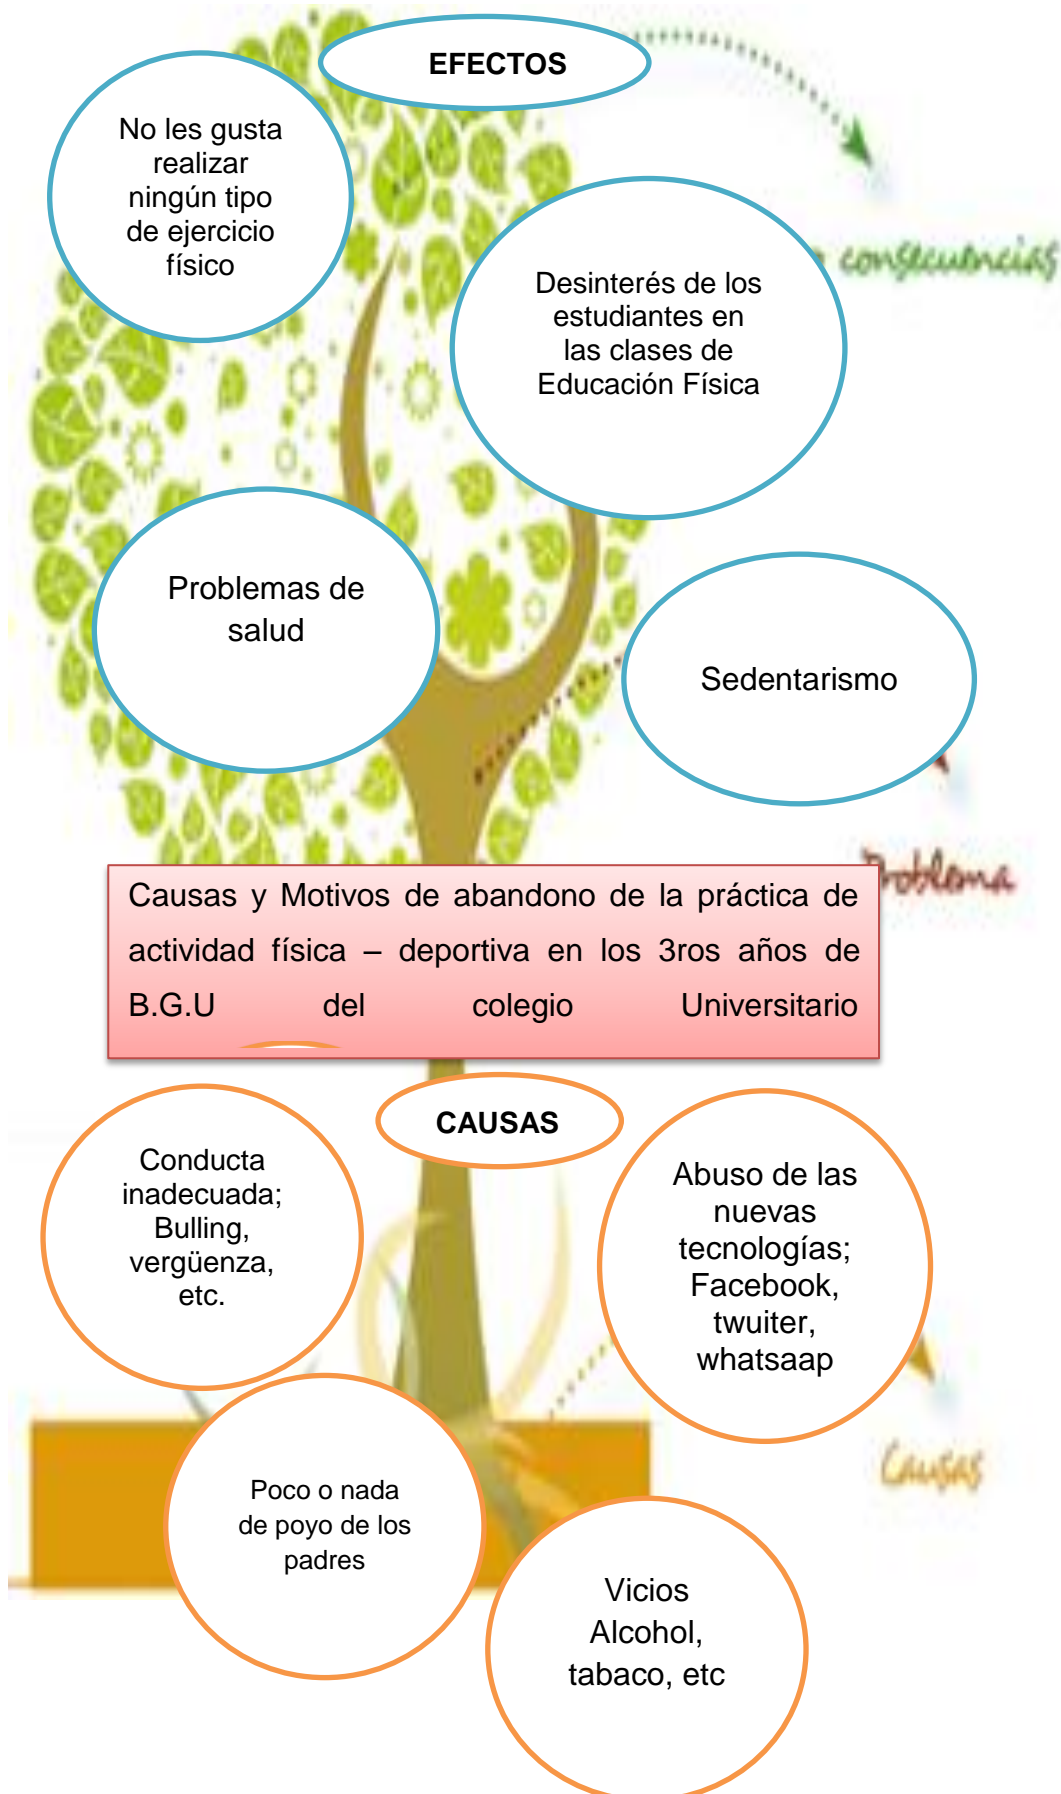 EFECTOS
No les gusta
realizar
ningún tipo
de ejercicio
físico
consecuencias
Desinterés de los
estudiantes en
las clases de
Educación Física
Problemas de
salud
Sedentarismo
Problema
Causas y Motivos de abandono de la práctica de
actividad física – deportiva en los 3ros años de
B.G.U del colegio Universitario
CAUSAS
Conducta
inadecuada;
Bulling,
vergüenza,
etc.
Abuso de las
nuevas
tecnologías;
Facebook,
twuiter,
whatsaap
Causas
Poco o nada
de poyo de los
padres
Vicios
Alcohol,
tabaco, etc